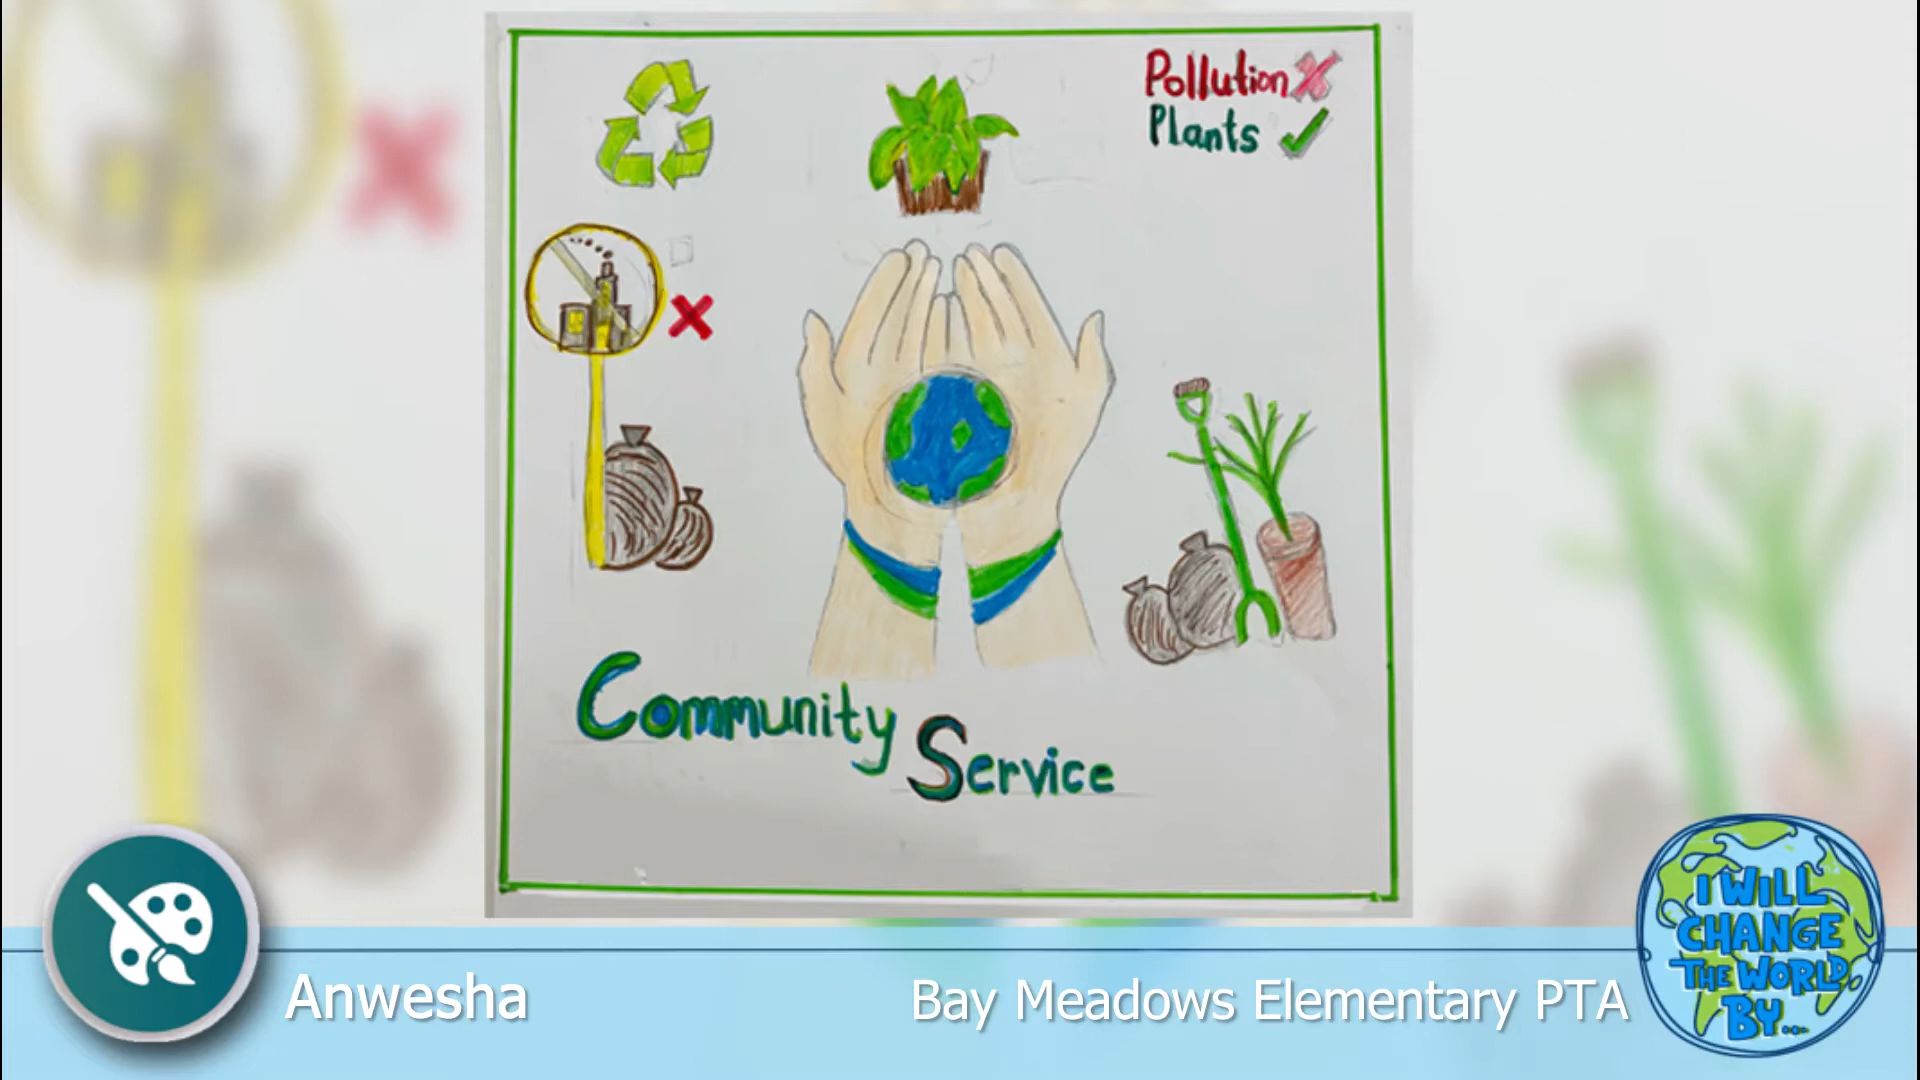 Pollution
Plants
Community
Service
Anwesha
Bay Meadows Elementary PTA
I WILL
CHANGE
THE WORLD
BY...